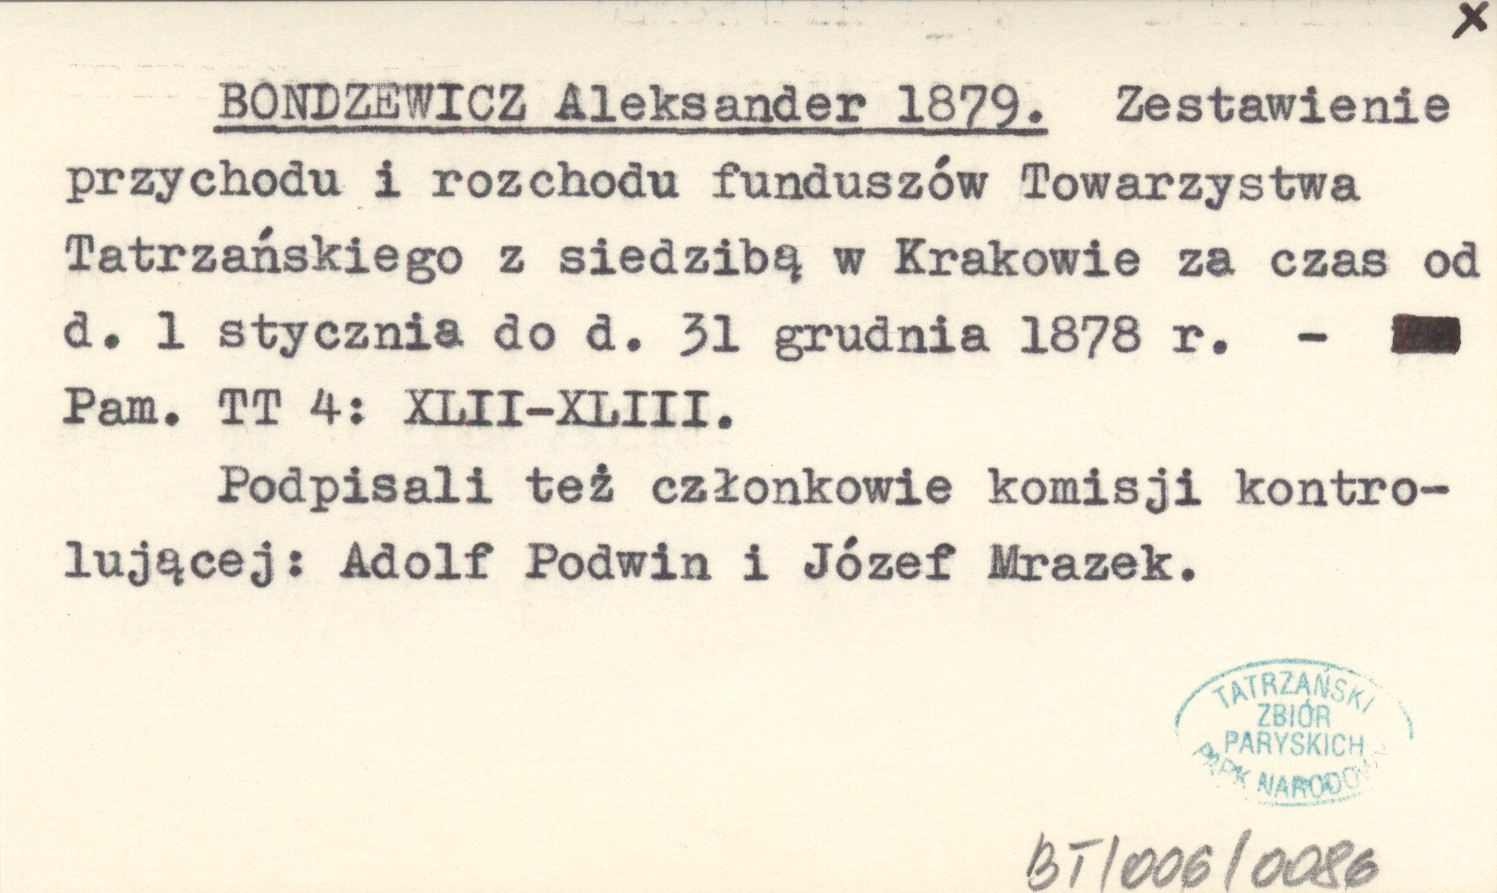 x
BONDZEWICZ Aleksander 1879. Zestawienie
przychodu i rozchodu funduszów Towarzystwa
Tatrzańskiego z siedzibą w Krakowie za czas od
d. 1 stycznia do d. 31 grudnia 1878 r. -
Pam. TT 4: XLII-XLIII.
Podpisali też członkowie komisji kontro-
lującej: Adolf Podwin i Józef Mrazek.
TATRZAŃSKI
ZBIÓR
PARYSKICH
PARK NARODOWY
BT/006/0086